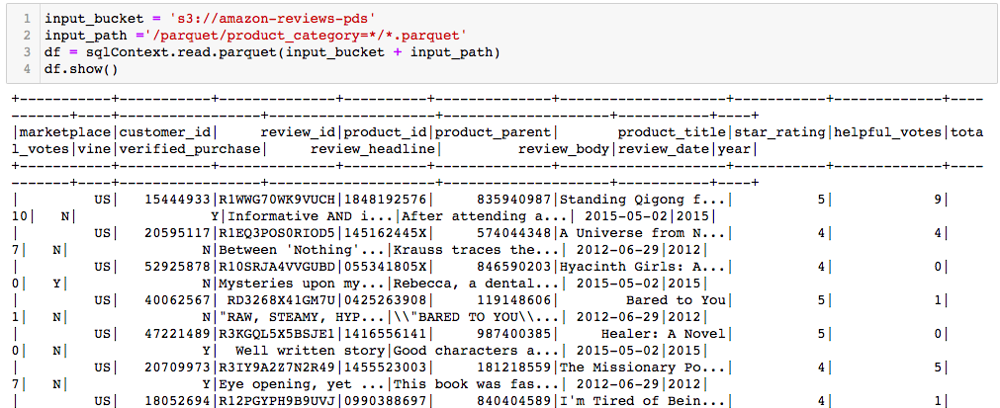 1 input_bucket = 's3://amazon-reviews-pds'
2 input_path ='/parquet/product_category=*/*.parquet'
3 df = sqlContext.read.parquet(input_bucket + input_path)
4 df.show()
+-----------+-----------+--------------+----------+--------------+--------------------+-----------+-------------+----
-------+----+-----------------+--------------------+--------------------+-----------+----+
|marketplace|customer_id|     review_id|product_id|product_parent|       product_title|star_rating|helpful_votes|tota
l_votes|vine|verified_purchase|     review_headline|         review_body|review_date|year|
+-----------+-----------+--------------+----------+--------------+--------------------+-----------+-------------+----
-------+----+-----------------+--------------------+--------------------+-----------+----+
|         US|   15444933|R1WWG70WK9VUCH|1848192576|     835940987|Standing Qigong f...|          5|            9|
10|    N|                Y|Informative AND i...|After attending a...| 2015-05-02|2015|
|         US|   20595117|R1EQ3POS0RIOD5|145162445X|     574044348|A Universe from N...|          4|            4|
7|   N|                N|Between 'Nothing'...|Krauss traces the...| 2012-06-29|2012|
|         US|   52925878|R10SRJA4VVGUBD|055341805X|     846590203|Hyacinth Girls: A...|          4|            0|
0|   Y|                N|Mysteries upon my...|Rebecca, a dental...| 2015-05-02|2015|
|         US|   40062567| RD3268X41GM7U|0425263908|     119148606|       Bared to You|          5|            1|
1|   N|                N|"RAW, STEAMY, HYP...|\\"BARED TO YOU\\...| 2012-06-29|2012|
|         US|   47221489|R3KGQL5X5BSJE1|1416556141|     987400385|    Healer: A Novel|          5|            0|
0|   N|                Y|  Well written story|Good characters a...| 2015-05-02|2015|
|         US|   20709973|R3IY9A2Z7N2R49|1455523003|     181218559|The Missionary Po...|          4|            5|
7|   N|                Y|Eye opening, yet ...|This book was fas...| 2012-06-29|2012|
|         US|   18052694|R12PGYPH9B9UVJ|0990388697|     840404589|I'm Tired of Bein...|          4|            1|